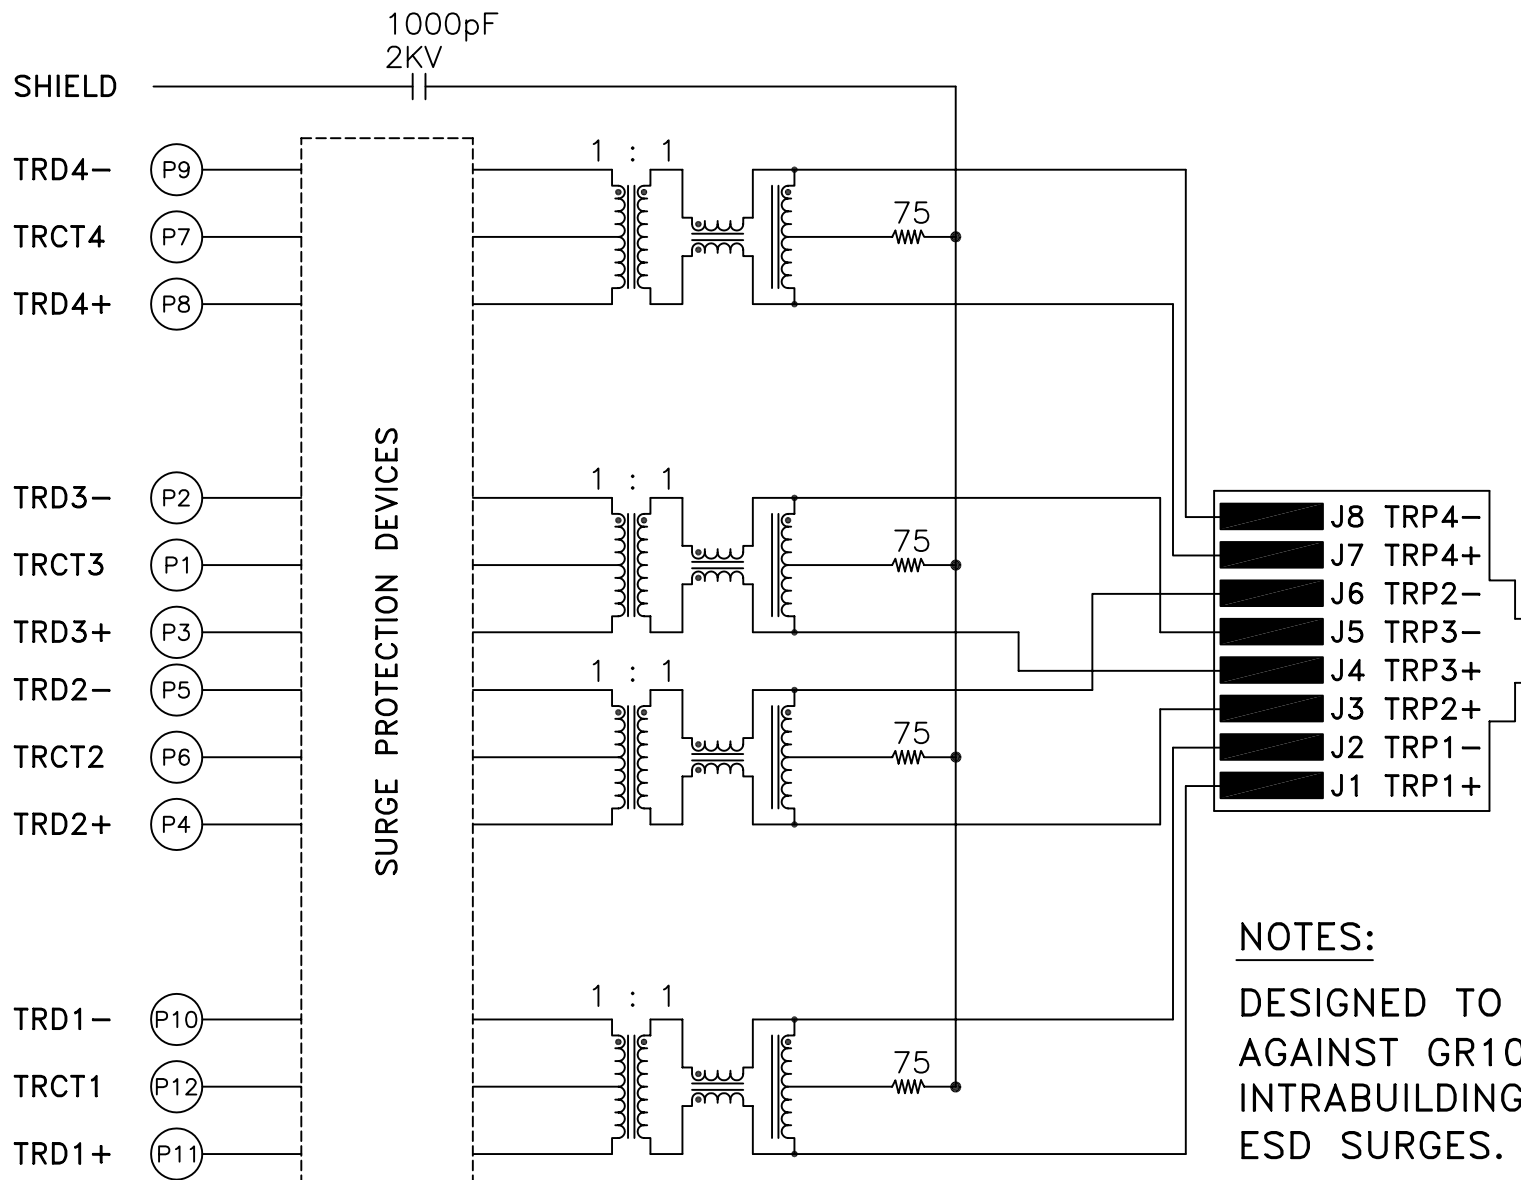 1000pF
2KV
SHIELD
1 : 1
TRD4- P9
75
TRCT4 P7
TRD4+ P8
1 : 1
TRD3- P2
75
TRCT3 P1
TRD3+ P3
1 : 1
TRD2- P5
75
TRCT2 P6
TRD2+ P4
SURGE PROTECTION DEVICES
1 : 1
TRD1- P10
75
TRCT1 P12
TRD1+ P11
J8 TRP4-
J7 TRP4+
J6 TRP2-
J5 TRP3-
J4 TRP3+
J3 TRP2+
J2 TRP1-
J1 TRP1+
NOTES:
DESIGNED TO
AGAINST GR10
INTRABUILDING
ESD SURGES.